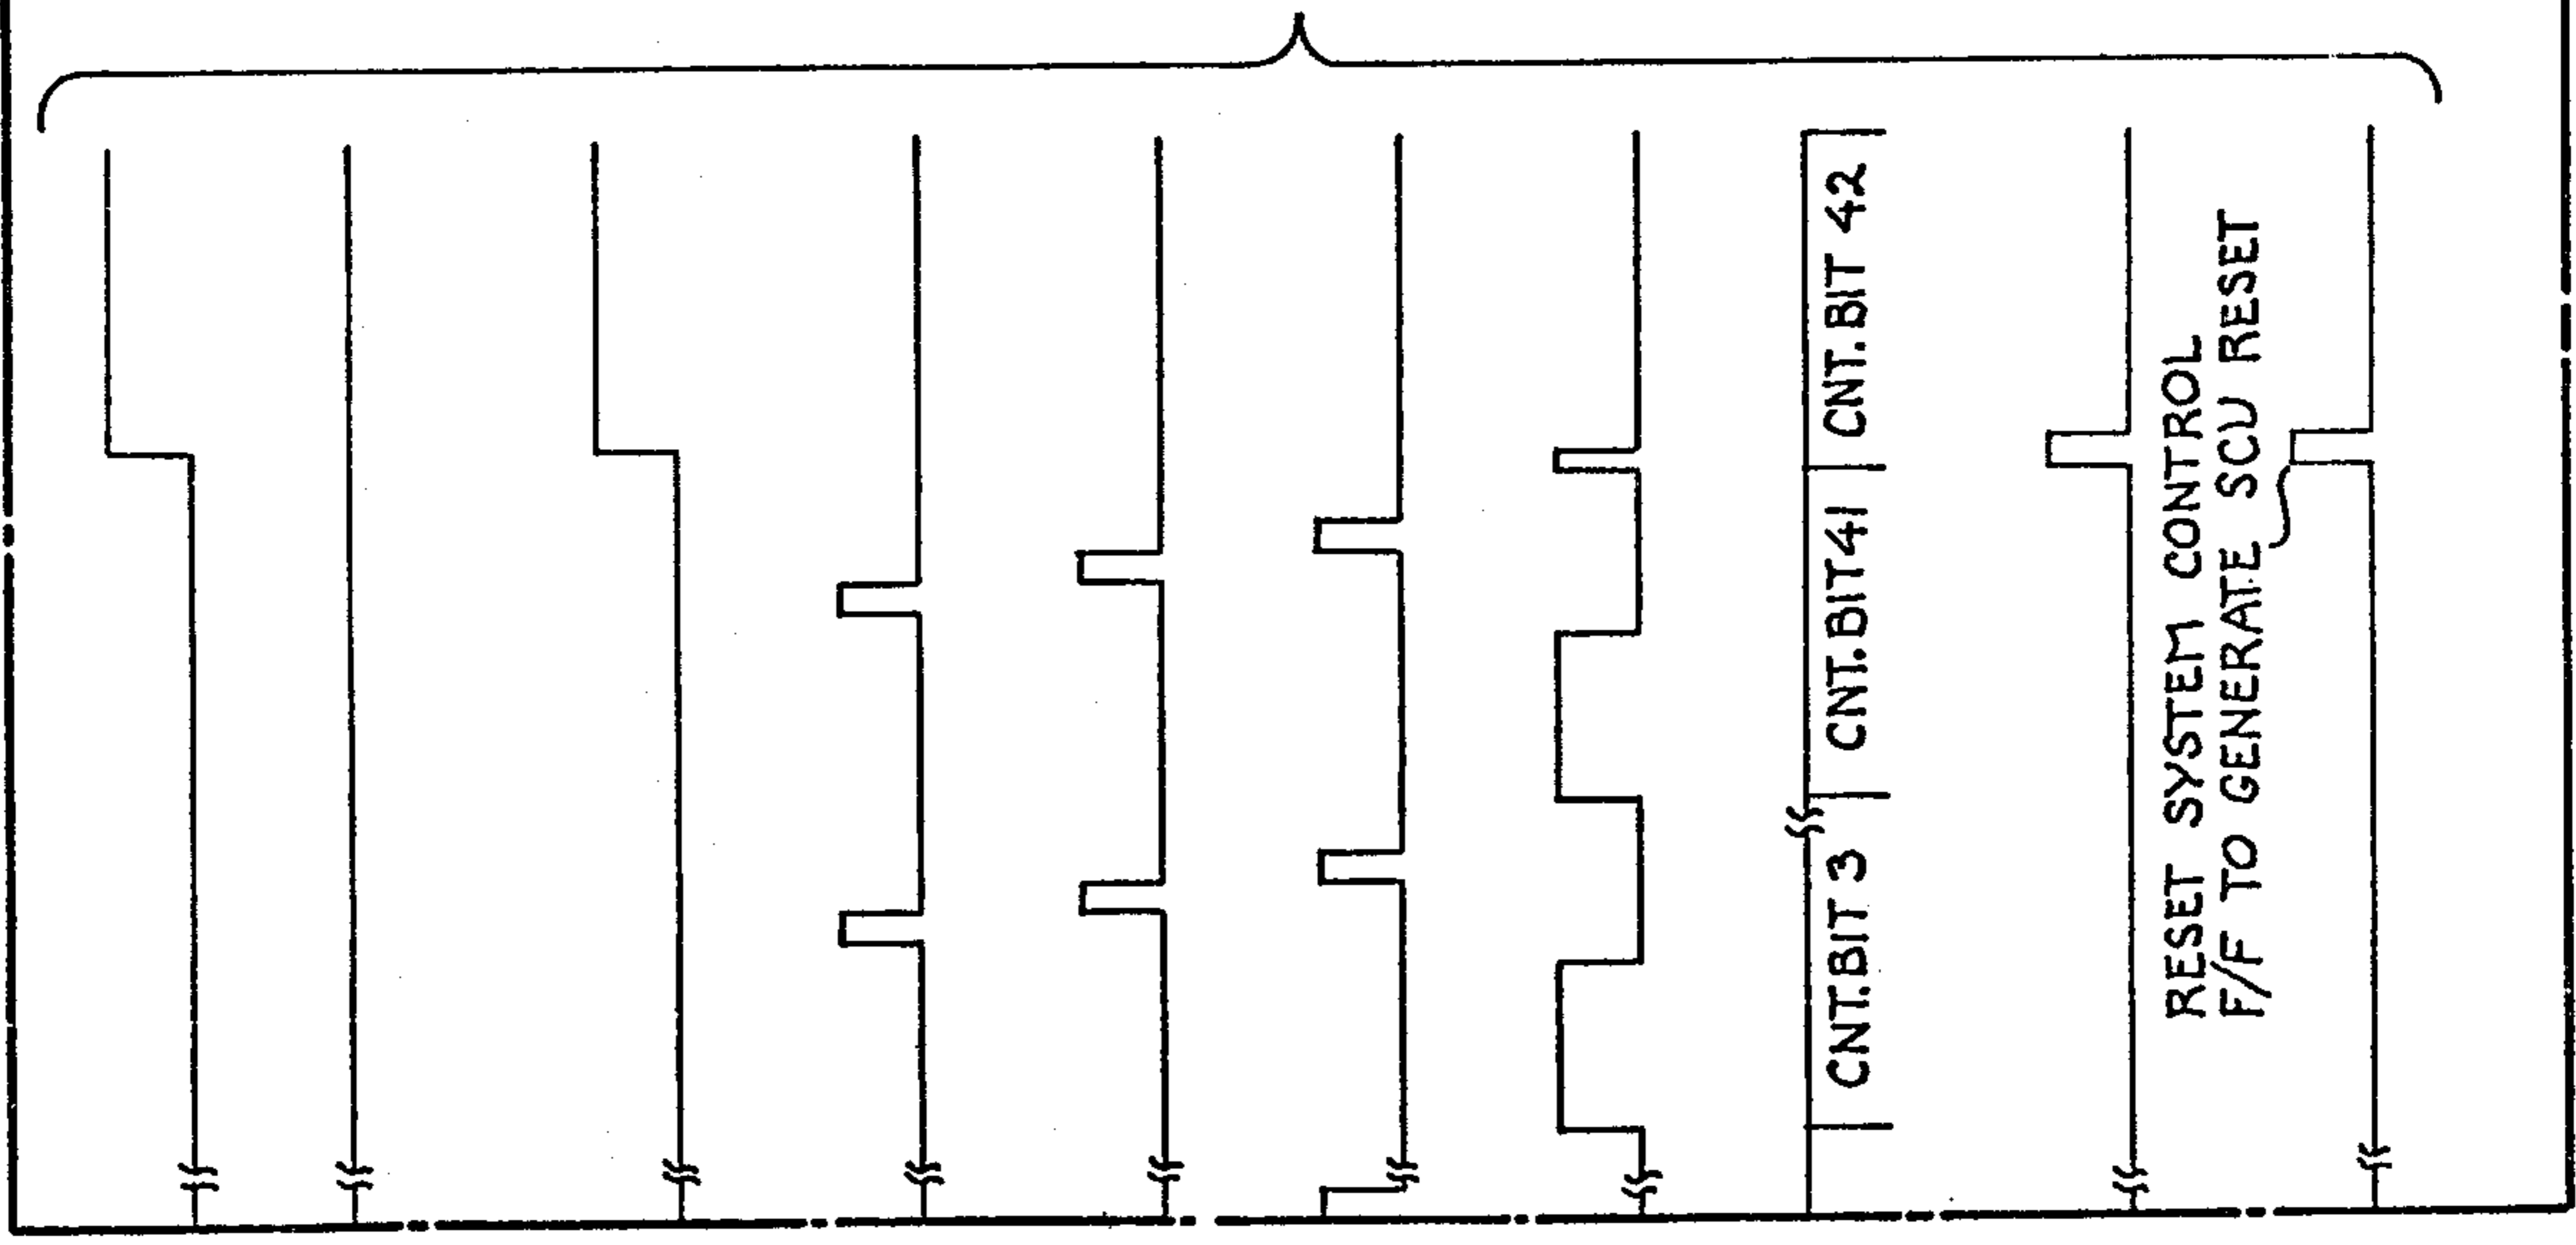 CNT.BIT 3
CNT.BIT41
CNT.BIT 42
RESET SYSTEM CONTROL
F/F TO GENERATE SCU RESET